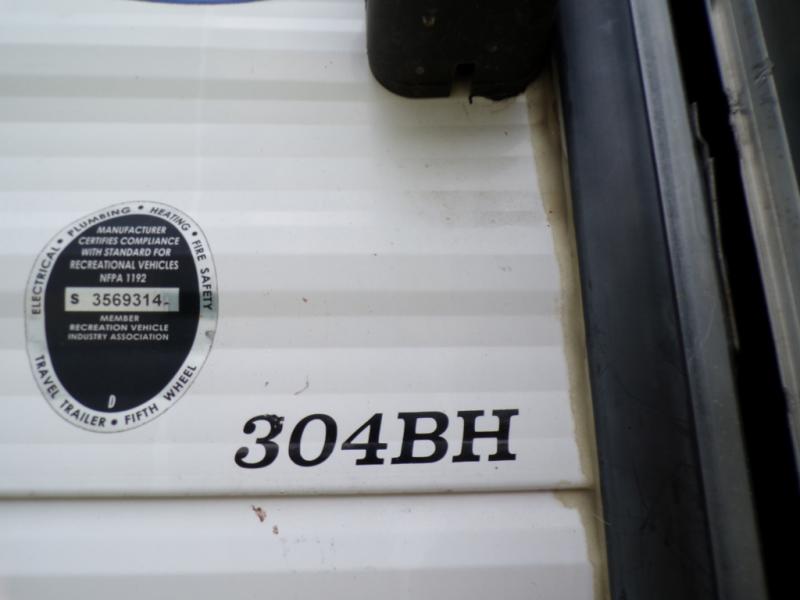 ELECTRICAL • PLUMBING • HEATING • FIRE SAFETY
MANUFACTURER
CERTIFIES COMPLIANCE
WITH STANDARD FOR
RECREATIONAL VEHICLES
NFPA 1192
S 3569314
MEMBER
RECREATION VEHICLE
INDUSTRY ASSOCIATION
D
TRAVEL TRAILER • FIFTH WHEEL
304BH